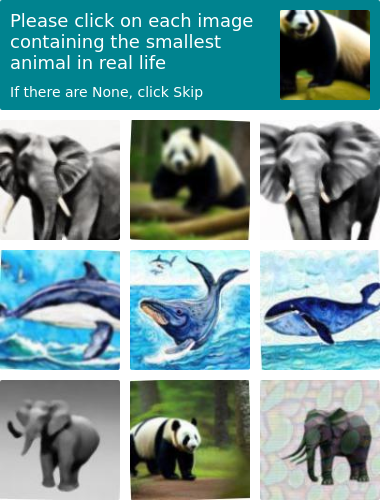 Please click on each image
containing the smallest
animal in real life
If there are None, click Skip